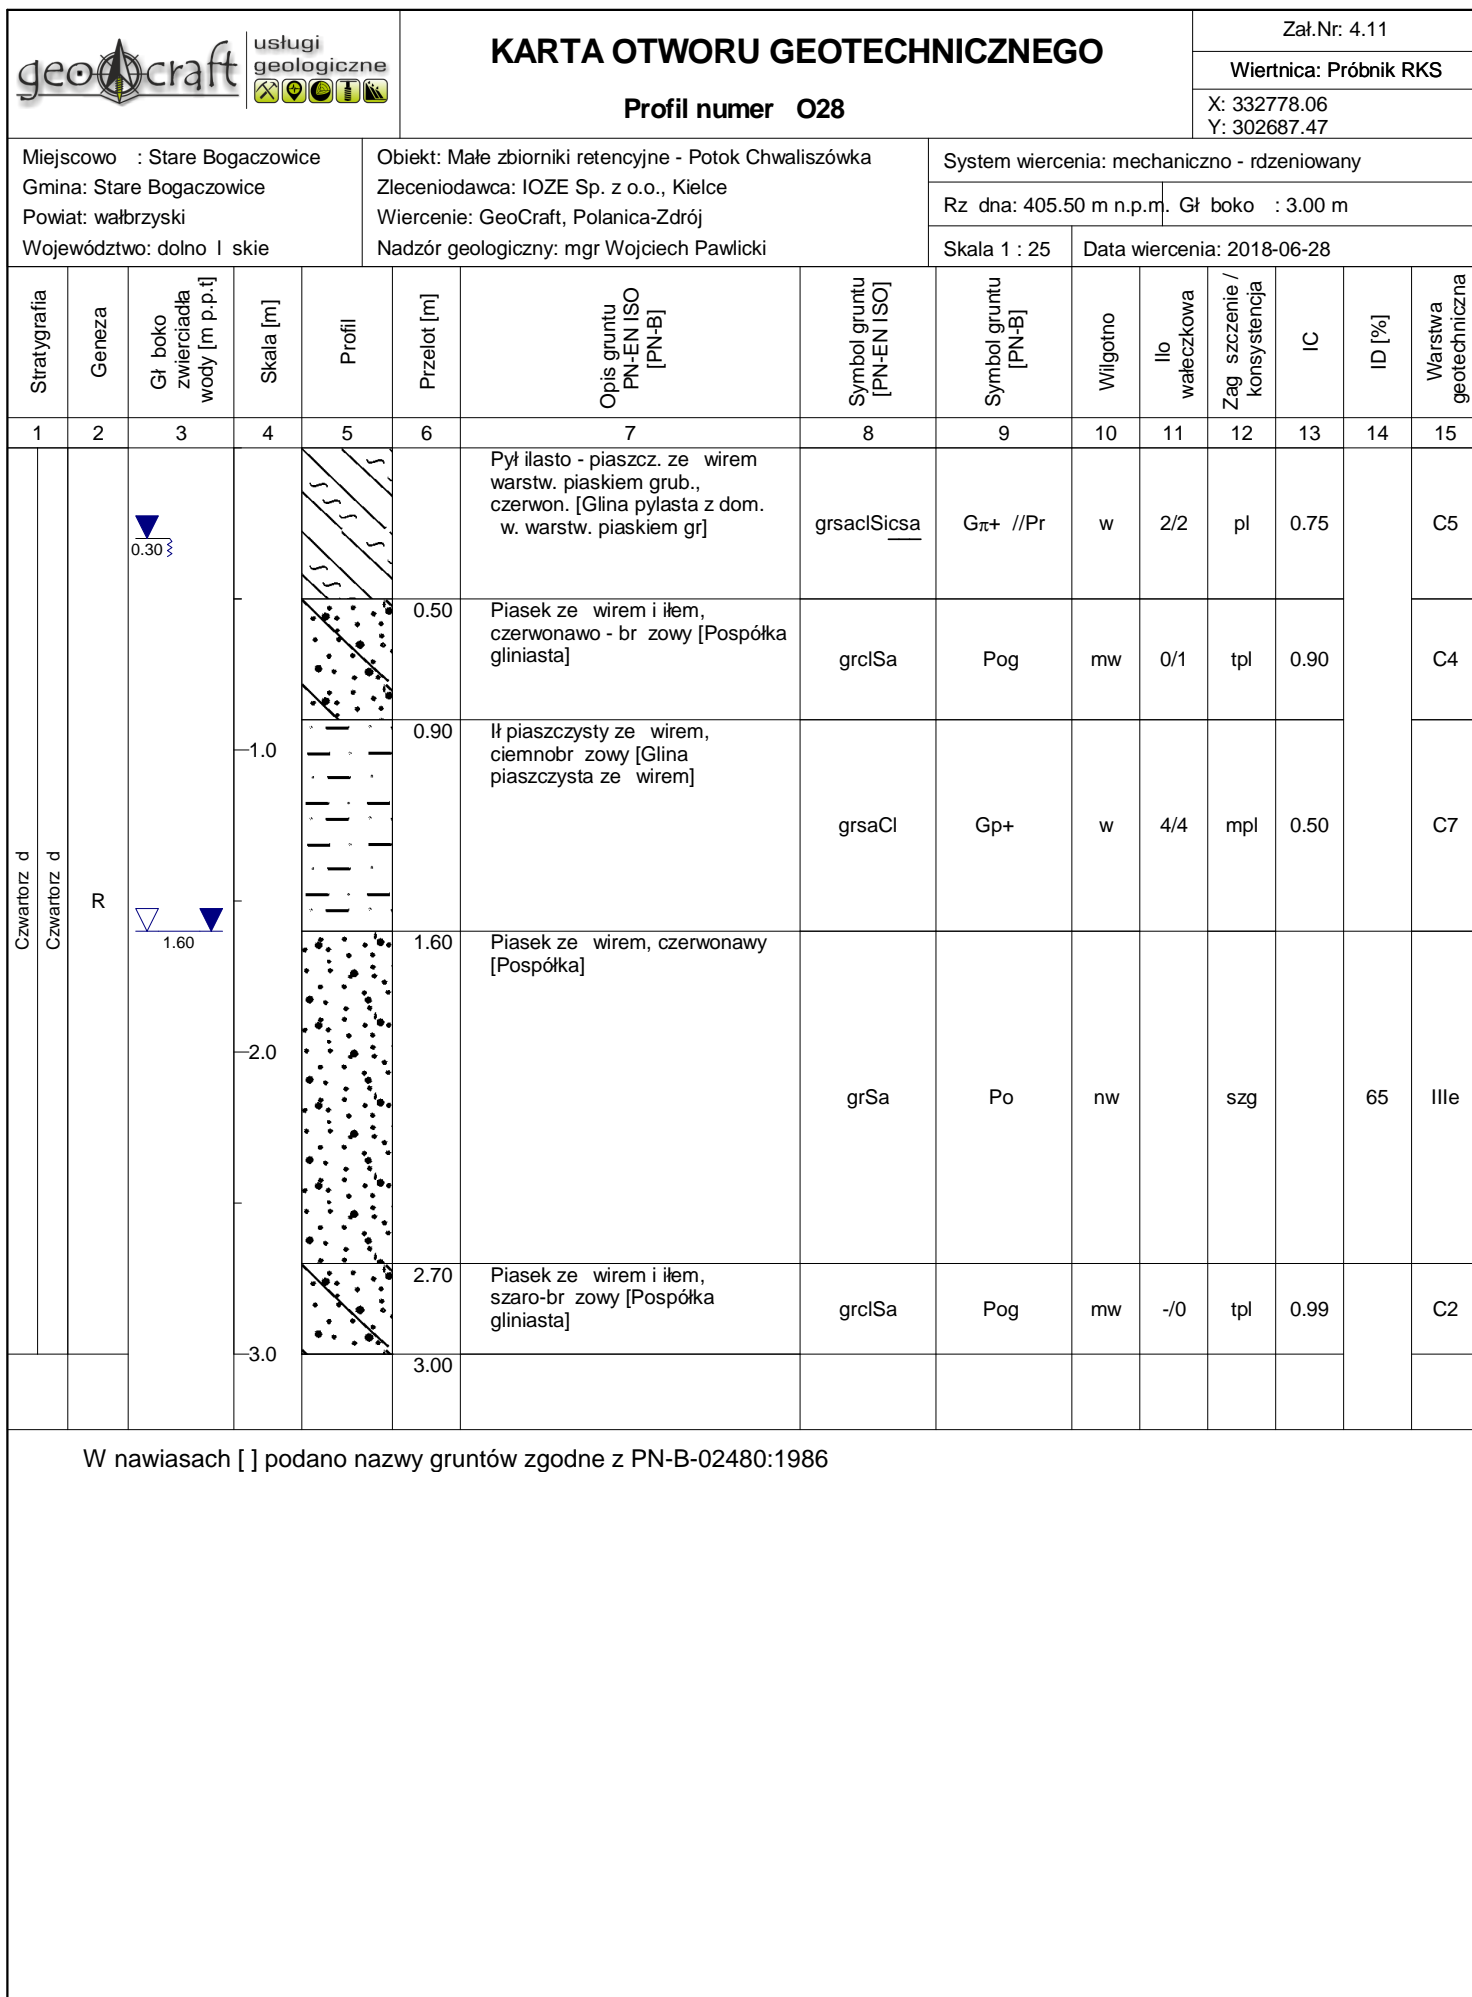 geocraft
usługi
geologiczne
KARTA OTWORU GEOTECHNICZNEGO
Profil numer O28
Zał.Nr: 4.11
Wiertnica: Próbnik RKS
X: 332778.06
Y: 302687.47
Miejscowo : Stare Bogaczowice
Gmina: Stare Bogaczowice
Powiat: wałbrzyski
Województwo: dolno l skie
Obiekt: Małe zbiorniki retencyjne - Potok Chwaliszówka
Zleceniodawca: IOZE Sp. z o.o., Kielce
Wiercenie: GeoCraft, Polanica-Zdrój
Nadzór geologiczny: mgr Wojciech Pawlicki
System wiercenia: mechaniczno - rdzeniowany
Rz dna: 405.50 m n.p.m. Gł boko : 3.00 m
Skala 1 : 25 Data wiercenia: 2018-06-28
Stratygrafia
Geneza
Gł boko
zwierciadła
wody [m p.p.t]
Skala [m]
Profil
Przelot [m]
Opis gruntu
PN-EN ISO
[PN-B]
Symbol gruntu
[PN-EN ISO]
Symbol gruntu
[PN-B]
Wilgotno
Ilo
wałeczkowa
Zag szczenie /
konsystencja
IC
ID [%]
Warstwa
geotechniczna
1 2 3 4 5 6 7 8 9 10 11 12 13 14 15
Czwartorz d
Czwartorz d
R
0.30
1.60
1.0
2.0
3.0
Pył ilasto - piaszcz. ze wirem
warstw. piaskiem grub.,
czerwon. [Glina pylasta z dom.
w. warstw. piaskiem gr]
grsaclSicsa Gπ+ //Pr w 2/2 pl 0.75 C5
0.50 Piasek ze wirem i iłem,
czerwonawo - br zowy [Pospółka
gliniasta]
grclSa Pog mw 0/1 tpl 0.90 C4
0.90 Ił piaszczysty ze wirem,
ciemnobr zowy [Glina
piaszczysta ze wirem]
grsaCl Gp+ w 4/4 mpl 0.50 C7
1.60 Piasek ze wirem, czerwonawy
[Pospółka]
grSa Po nw szg 65 IIIe
2.70 Piasek ze wirem i iłem,
szaro-br zowy [Pospółka
gliniasta]
grclSa Pog mw -/0 tpl 0.99 C2
3.00
W nawiasach [ ] podano nazwy gruntów zgodne z PN-B-02480:1986